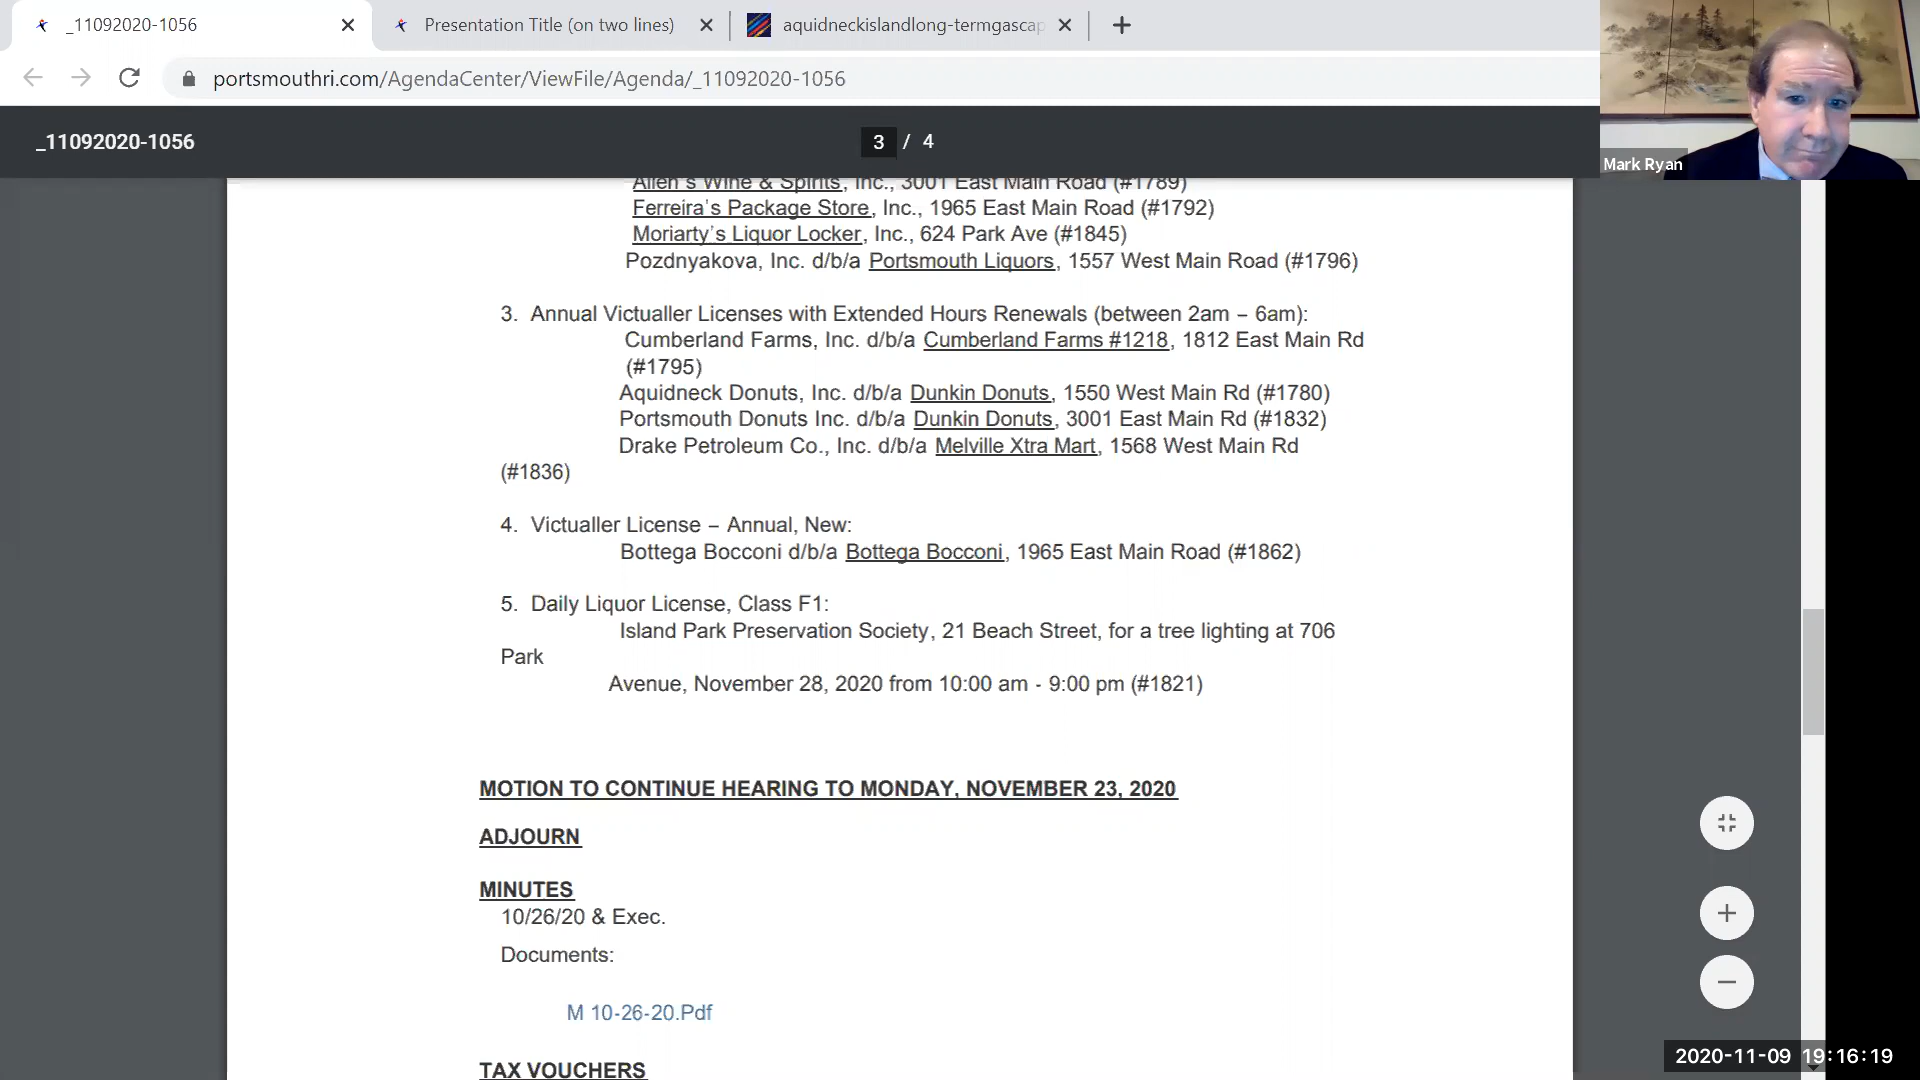 _11092020-1056
Presentation Title (on two lines)
aquidneckislandlong-termgascap
portsmouthri.com/AgendaCenter/ViewFile/Agenda/_11092020-1056
_11092020-1056
3 / 4
Mark Ryan
Allen's Wine & Spirits, Inc., 3001 East Main Road (#1789)
Ferreira's Package Store, Inc., 1965 East Main Road (#1792)
Moriarty's Liquor Locker, Inc., 624 Park Ave (#1845)
Pozdnyakova, Inc. d/b/a Portsmouth Liquors, 1557 West Main Road (#1796)
3. Annual Victualler Licenses with Extended Hours Renewals (between 2am – 6am):
Cumberland Farms, Inc. d/b/a Cumberland Farms #1218, 1812 East Main Rd
(#1795)
Aquidneck Donuts, Inc. d/b/a Dunkin Donuts, 1550 West Main Rd (#1780)
Portsmouth Donuts Inc. d/b/a Dunkin Donuts, 3001 East Main Rd (#1832)
Drake Petroleum Co., Inc. d/b/a Melville Xtra Mart, 1568 West Main Rd
(#1836)
4. Victualler License – Annual, New:
Bottega Bocconi d/b/a Bottega Bocconi, 1965 East Main Road (#1862)
5. Daily Liquor License, Class F1:
Island Park Preservation Society, 21 Beach Street, for a tree lighting at 706
Park
Avenue, November 28, 2020 from 10:00 am - 9:00 pm (#1821)
MOTION TO CONTINUE HEARING TO MONDAY, NOVEMBER 23, 2020
ADJOURN
MINUTES
10/26/20 & Exec.
Documents:
M 10-26-20.Pdf
TAX VOUCHERS
2020-11-09 19:16:19